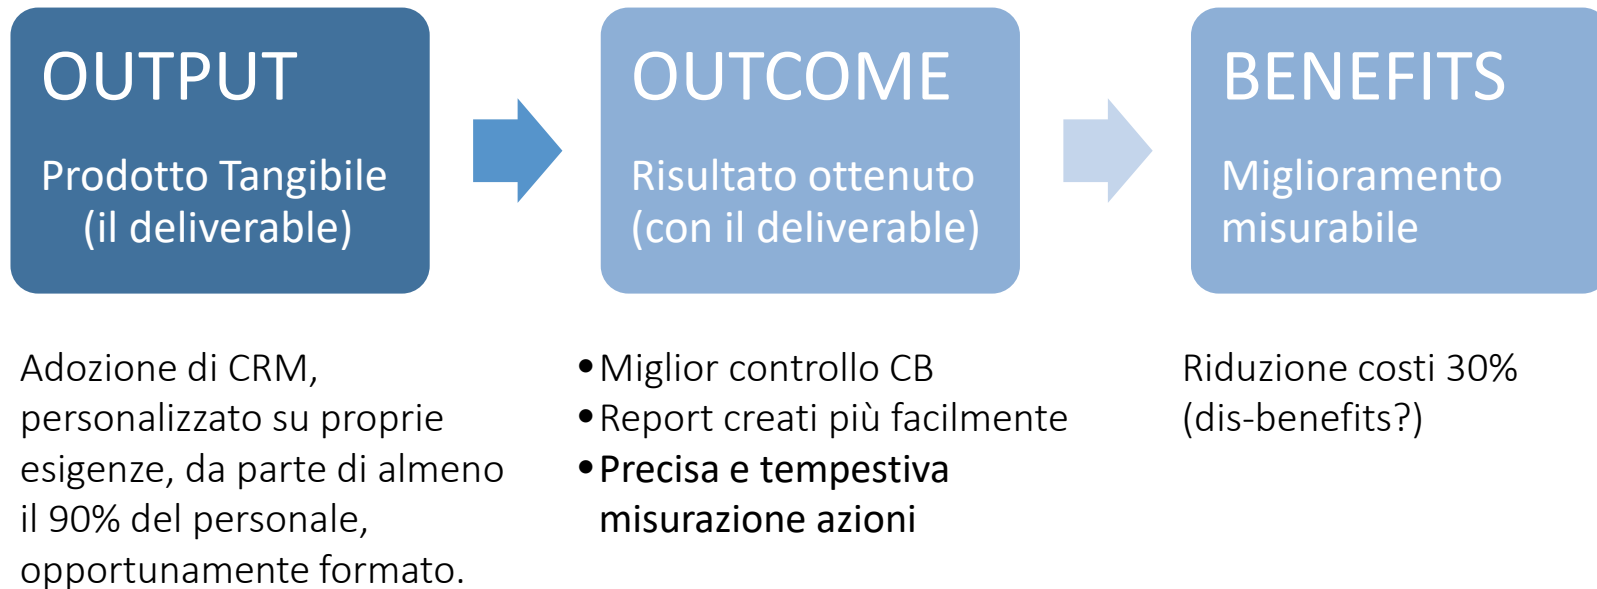 OUTPUT
Prodotto Tangibile
(il deliverable)
OUTCOME
Risultato ottenuto
(con il deliverable)
BENEFITS
Miglioramento
misurabile
Adozione di CRM,
personalizzato su proprie
esigenze, da parte di almeno
il 90% del personale,
opportunamente formato.
•Miglior controllo CB
•Report creati più facilmente
•Precisa e tempestiva
misurazione azioni
Riduzione costi 30%
(dis-benefits?)